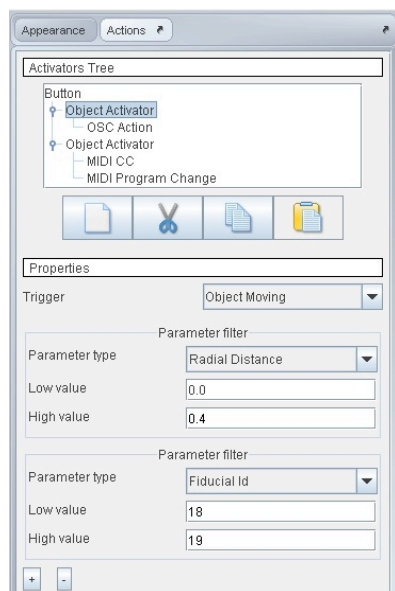 Appearance Actions
Activators Tree
Button
Object Activator
OSC Action
Object Activator
MIDI CC
MIDI Program Change
Properties
Trigger Object Moving
Parameter filter
Parameter type Radial Distance
Low value 0.0
High value 0.4
Parameter filter
Parameter type Fiducial Id
Low value 18
High value 19
+ -